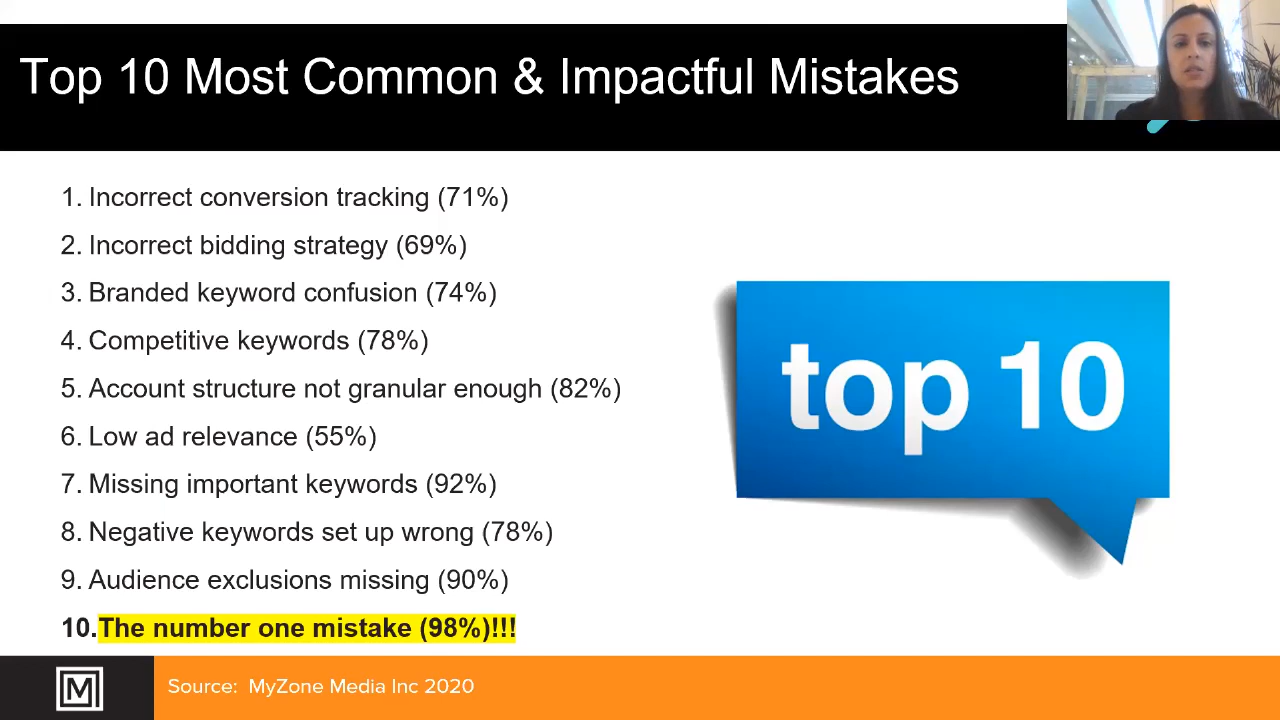 Top 10 Most Common & Impactful Mistakes
1. Incorrect conversion tracking (71%)
2. Incorrect bidding strategy (69%)
3. Branded keyword confusion (74%)
4. Competitive keywords (78%)
5. Account structure not granular enough (82%)
6. Low ad relevance (55%)
7. Missing important keywords (92%)
8. Negative keywords set up wrong (78%)
9. Audience exclusions missing (90%)
10.The number one mistake (98%)!!!
top 10
M
Source: MyZone Media Inc 2020